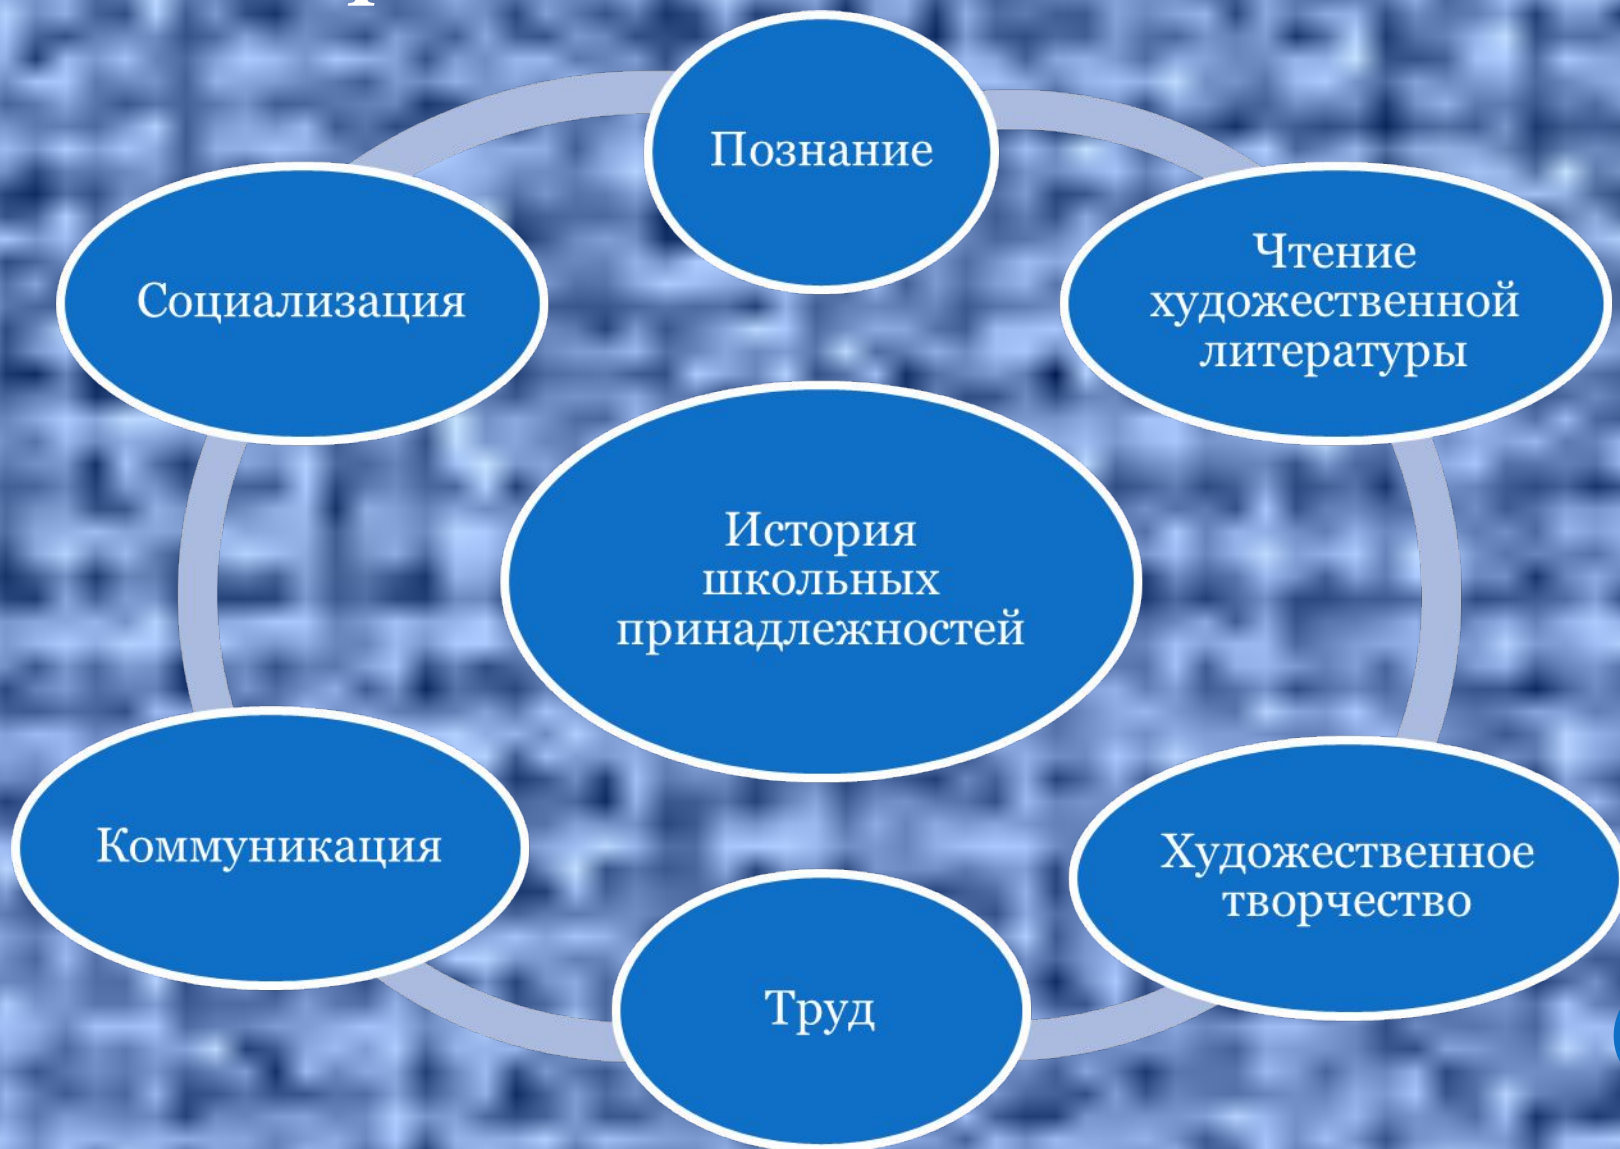 Познание
Чтение
художественной
литературы
Социализация
История
школьных
принадлежностей
Коммуникация
Художественное
творчество
Труд